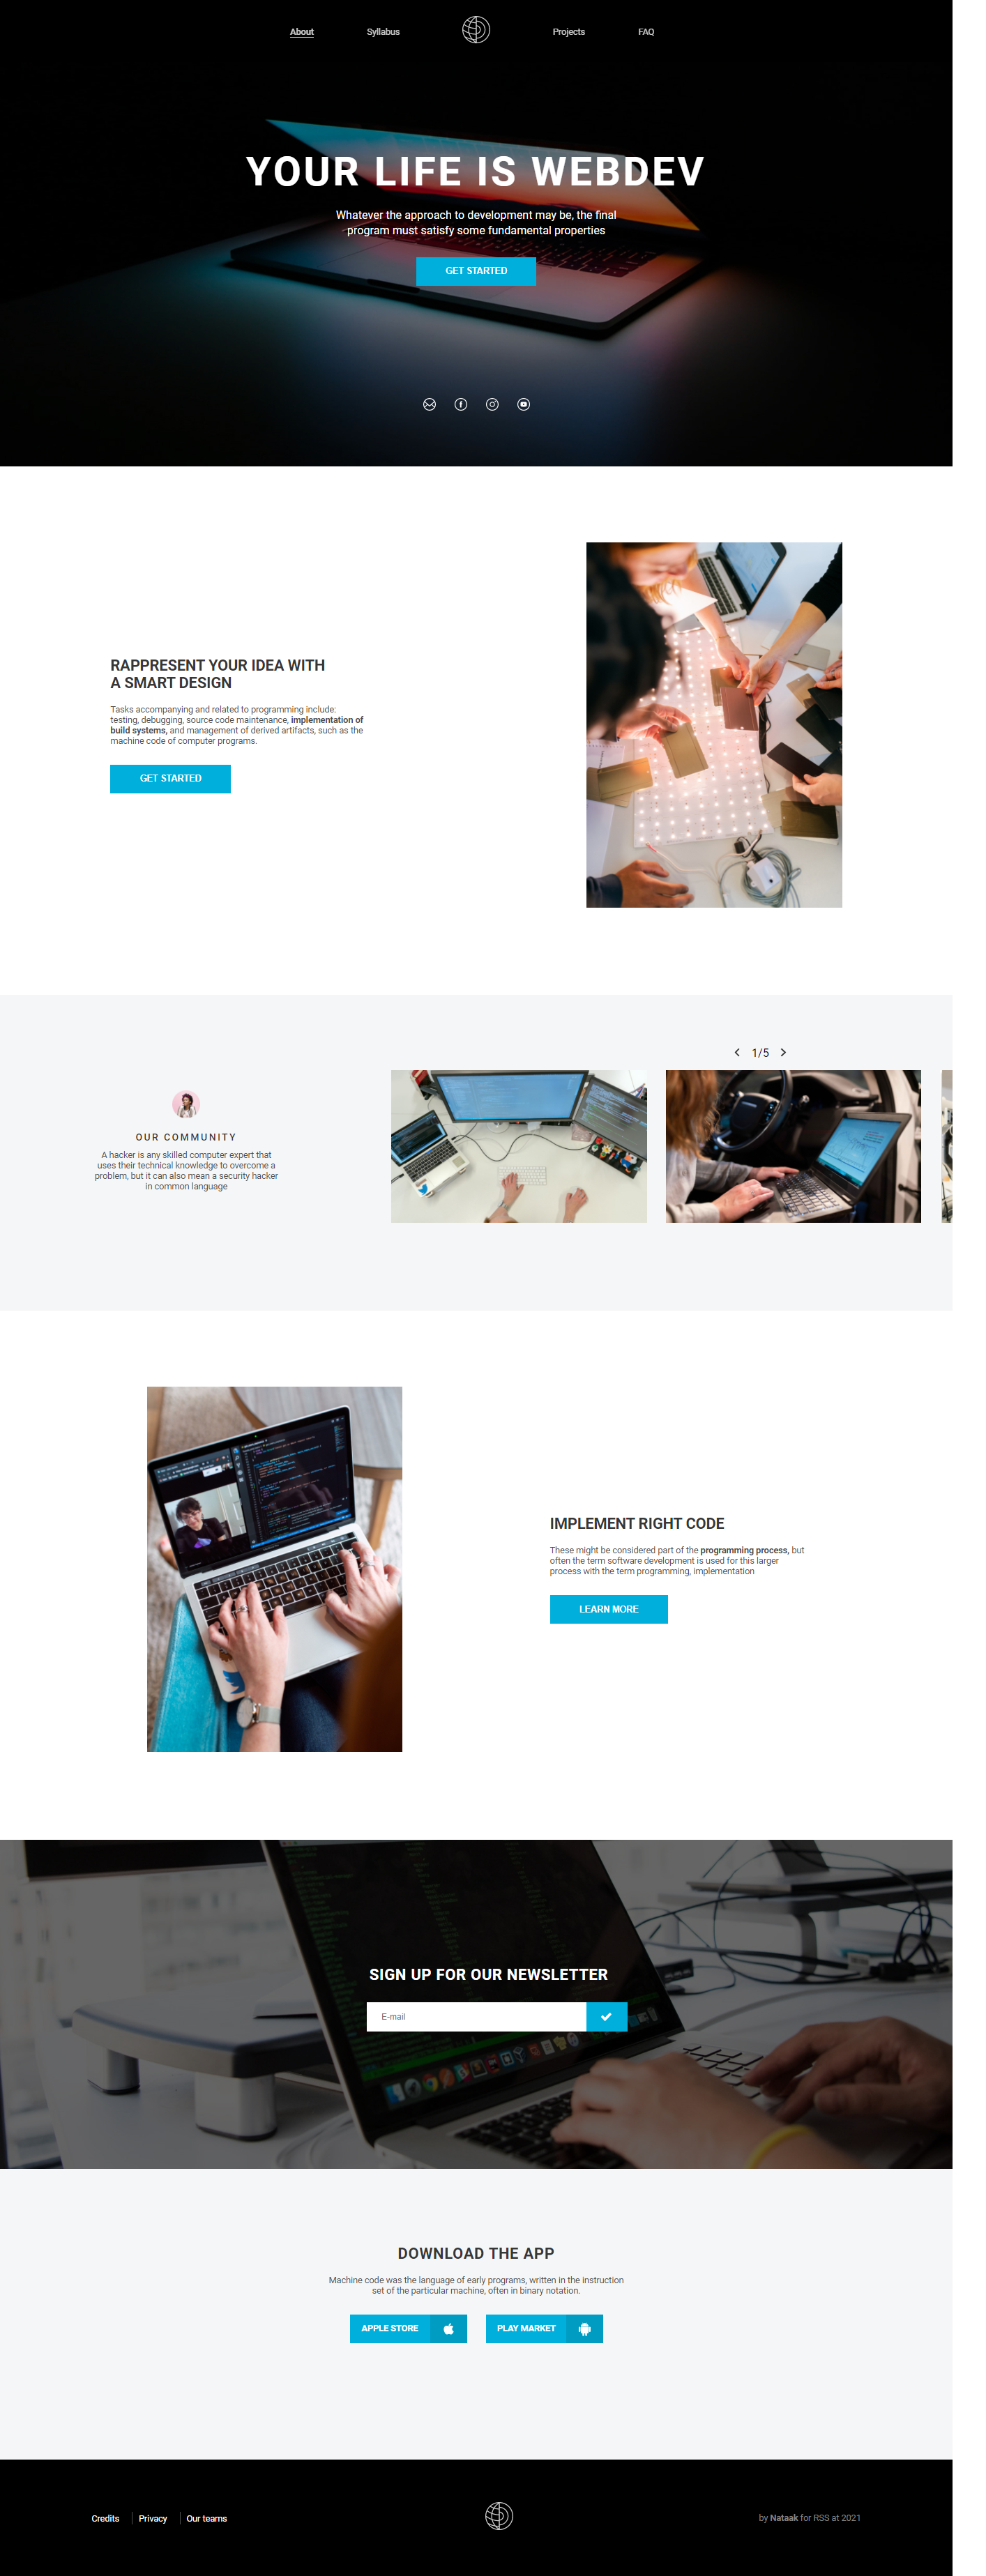 About
Syllabus
Projects
FAQ
YOUR LIFE IS WEBDEV
Whatever the approach to development may be, the final
program must satisfy some fundamental properties
GET STARTED
RAPPRESENT YOUR IDEA WITH
A SMART DESIGN
Tasks accompanying and related to programming include:
testing, debugging, source code maintenance, implementation of
build systems, and management of derived artifacts, such as the
machine code of computer programs.
GET STARTED
1/5
OUR COMMUNITY
A hacker is any skilled computer expert that
uses their technical knowledge to overcome a
problem, but it can also mean a security hacker
in common language
IMPLEMENT RIGHT CODE
These might be considered part of the programming process, but
often the term software development is used for this larger
process with the term programming, implementation
LEARN MORE
SIGN UP FOR OUR NEWSLETTER
E-mail
DOWNLOAD THE APP
Machine code was the language of early programs, written in the instruction
set of the particular machine, often in binary notation.
APPLE STORE
PLAY MARKET
Credits
Privacy
Our teams
by Nataak for RSS at 2021